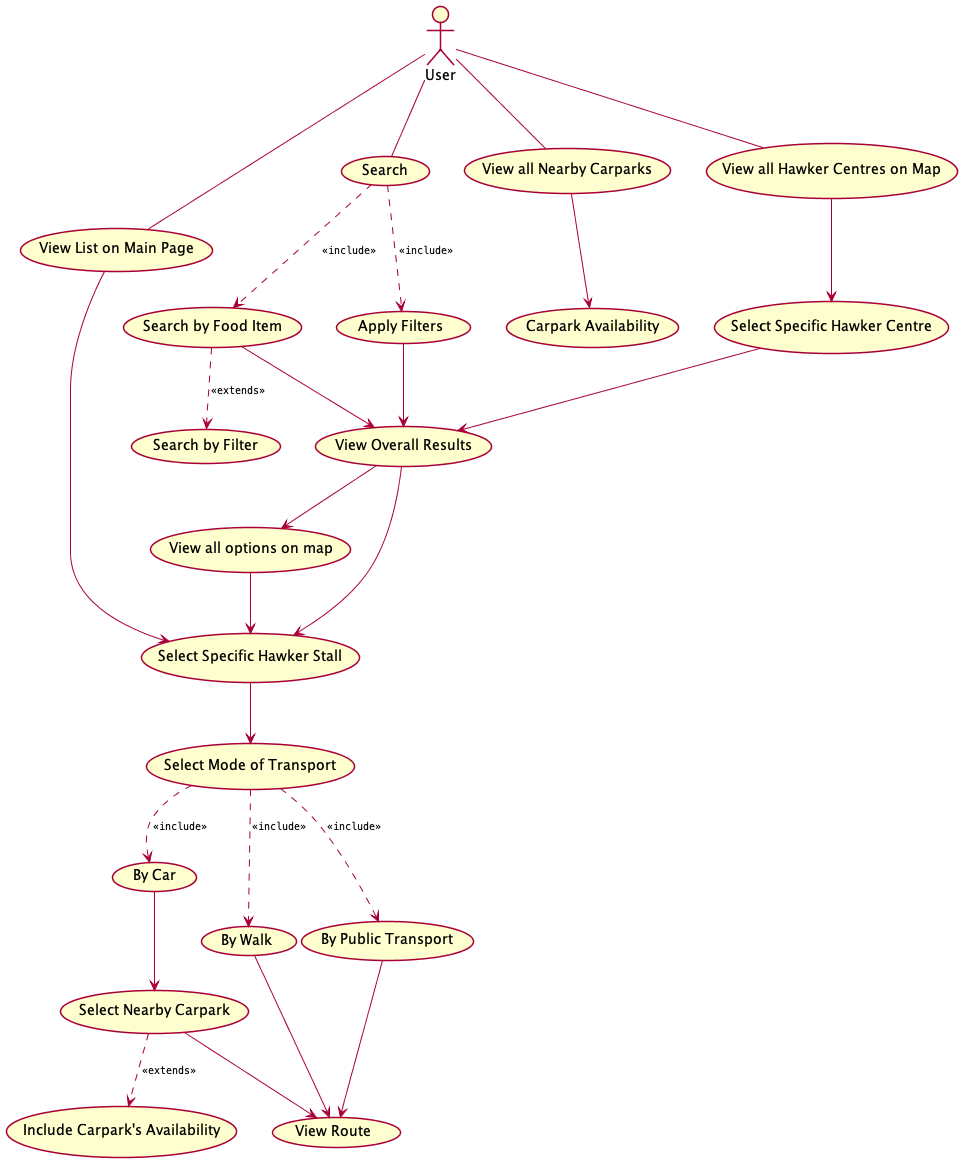 User
Search
View all Nearby Carparks
View all Hawker Centres on Map
View List on Main Page
«include»
«include»
Search by Food Item
Apply Filters
Carpark Availability
Select Specific Hawker Centre
«extends»
Search by Filter
View Overall Results
View all options on map
Select Specific Hawker Stall
Select Mode of Transport
«include»
«include»
«include»
By Car
By Walk
By Public Transport
Select Nearby Carpark
«extends»
Include Carpark's Availability
View Route